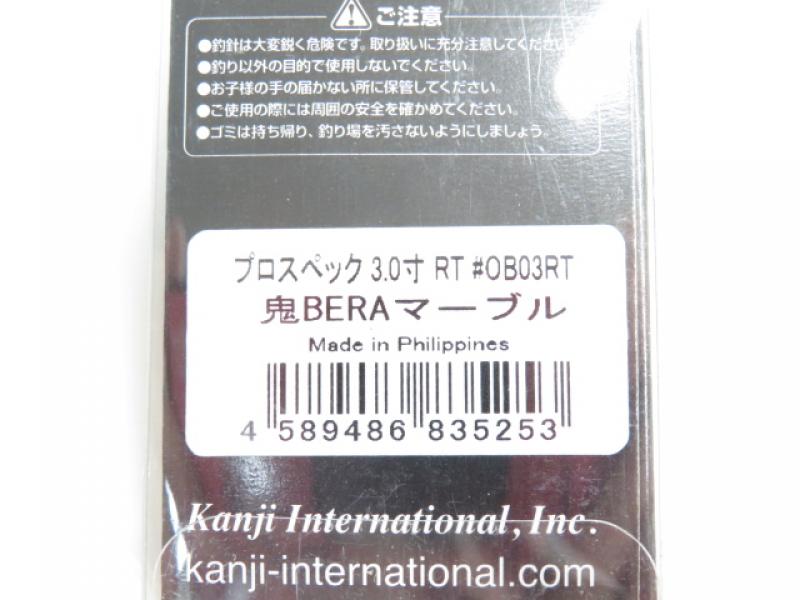 ご注意
●釣針は大変鋭く危険です。取り扱いに充分注意してください。
●釣り以外の目的で使用しないでください。
●お子様の手の届かない所に保管してください。
●ご使用の際には周囲の安全を確かめてください。
●ゴミは持ち帰り、釣り場を汚さないようにしましょう。
プロスペック 3.0寸 RT #OB03RT
鬼BERAマーブル
Made in Philippines
4 589486 835253
Kanji International, Inc.
kanji-international.com